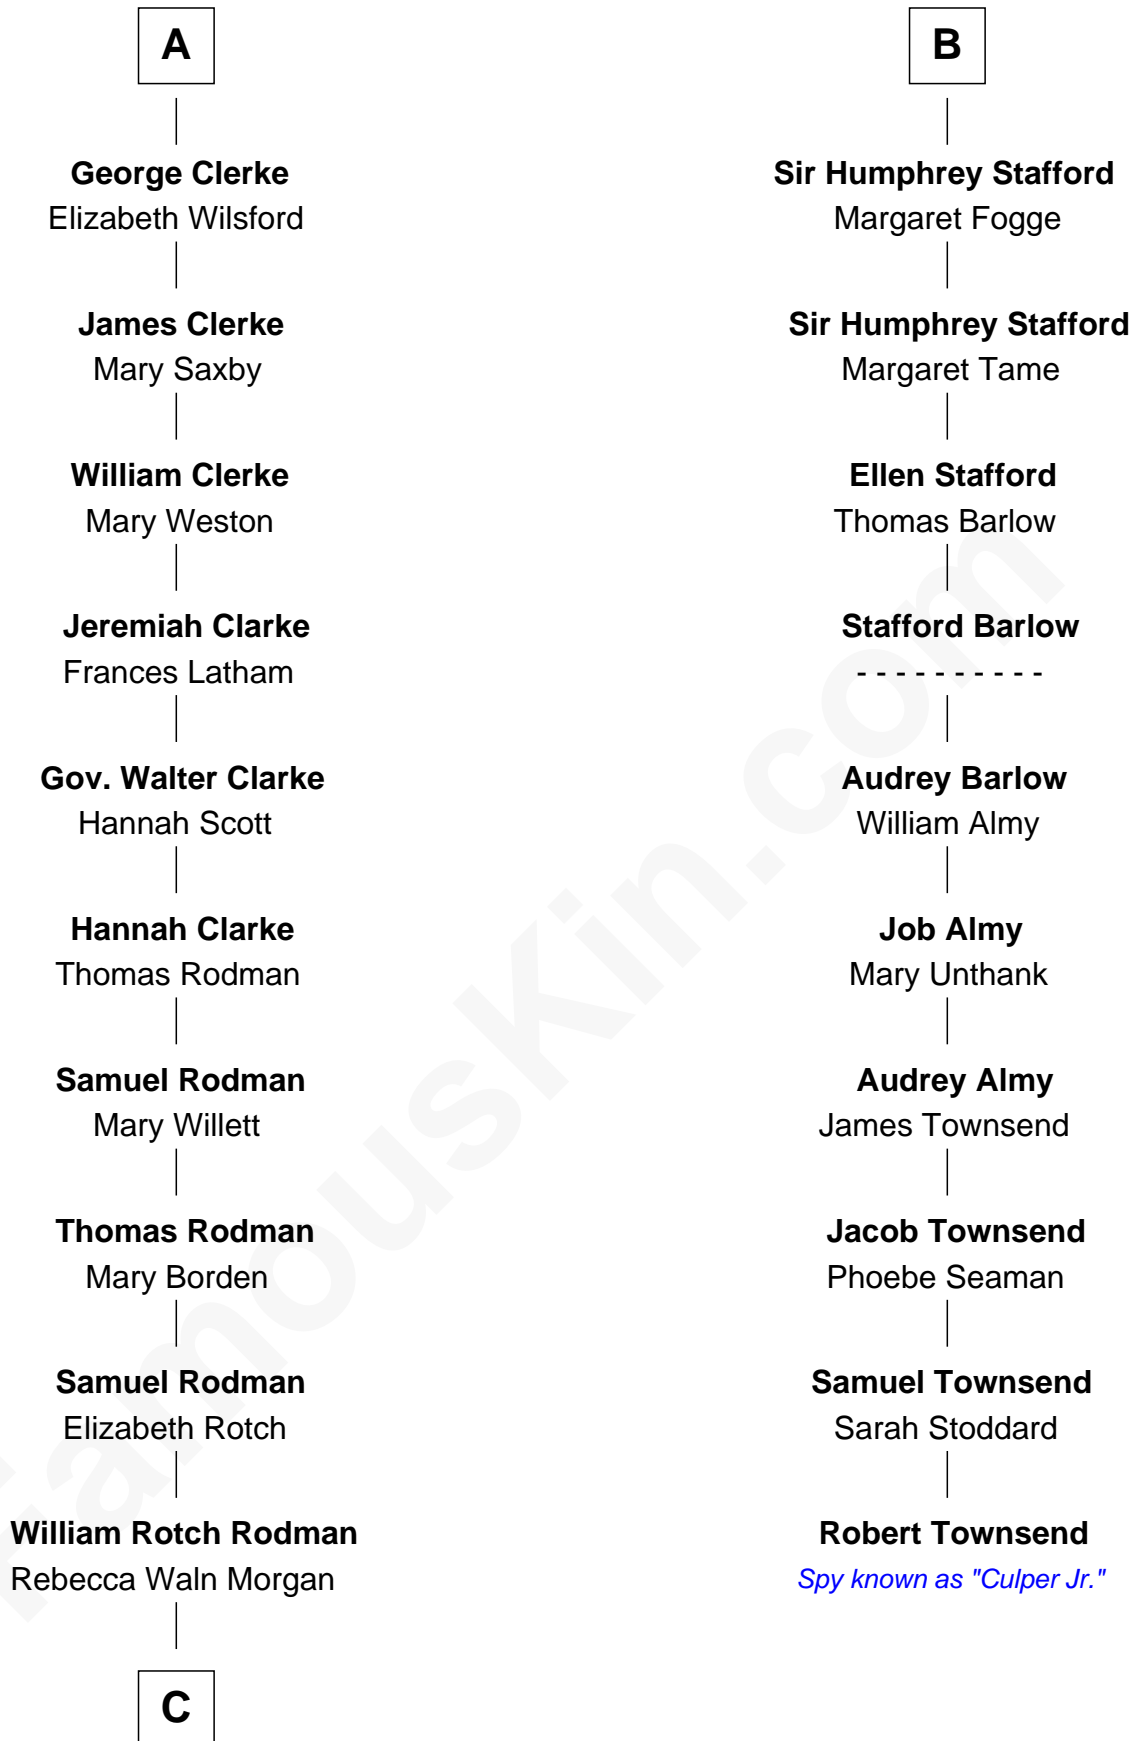 A
George Clerke
Elizabeth Wilsford
James Clerke
Mary Saxby
William Clerke
Mary Weston
Jeremiah Clarke
Frances Latham
Gov. Walter Clarke
Hannah Scott
Hannah Clarke
Thomas Rodman
Samuel Rodman
Mary Willett
Thomas Rodman
Mary Borden
Samuel Rodman
Elizabeth Rotch
William Rotch Rodman
Rebecca Waln Morgan
C
B
Sir Humphrey Stafford
Margaret Fogge
Sir Humphrey Stafford
Margaret Tame
Ellen Stafford
Thomas Barlow
Stafford Barlow
- - - - - - - - - -
Audrey Barlow
William Almy
Job Almy
Mary Unthank
Audrey Almy
James Townsend
Jacob Townsend
Phoebe Seaman
Samuel Townsend
Sarah Stoddard
Robert Townsend
Spy known as "Culper Jr."
FamousKin.com